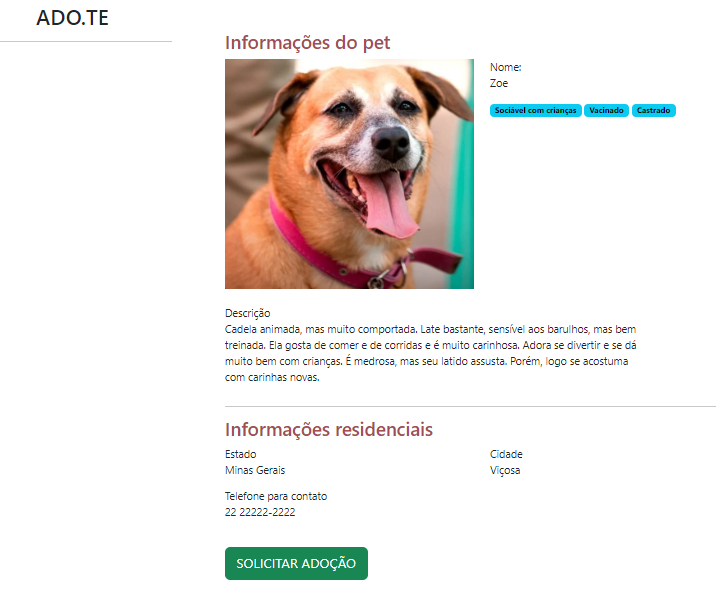 ADO.TE
Informações do pet
Nome:
Zoe
Sociável com crianças Vacinado Castrado
Descrição
Cadela animada, mas muito comportada. Late bastante, sensível aos barulhos, mas bem
treinada. Ela gosta de comer e de corridas e é muito carinhosa. Adora se divertir e se dá
muito bem com crianças. É medrosa, mas seu latido assusta. Porém, logo se acostuma
com carinhas novas.
Informações residenciais
Estado
Minas Gerais
Cidade
Viçosa
Telefone para contato
22 22222-2222
SOLICITAR ADOÇÃO